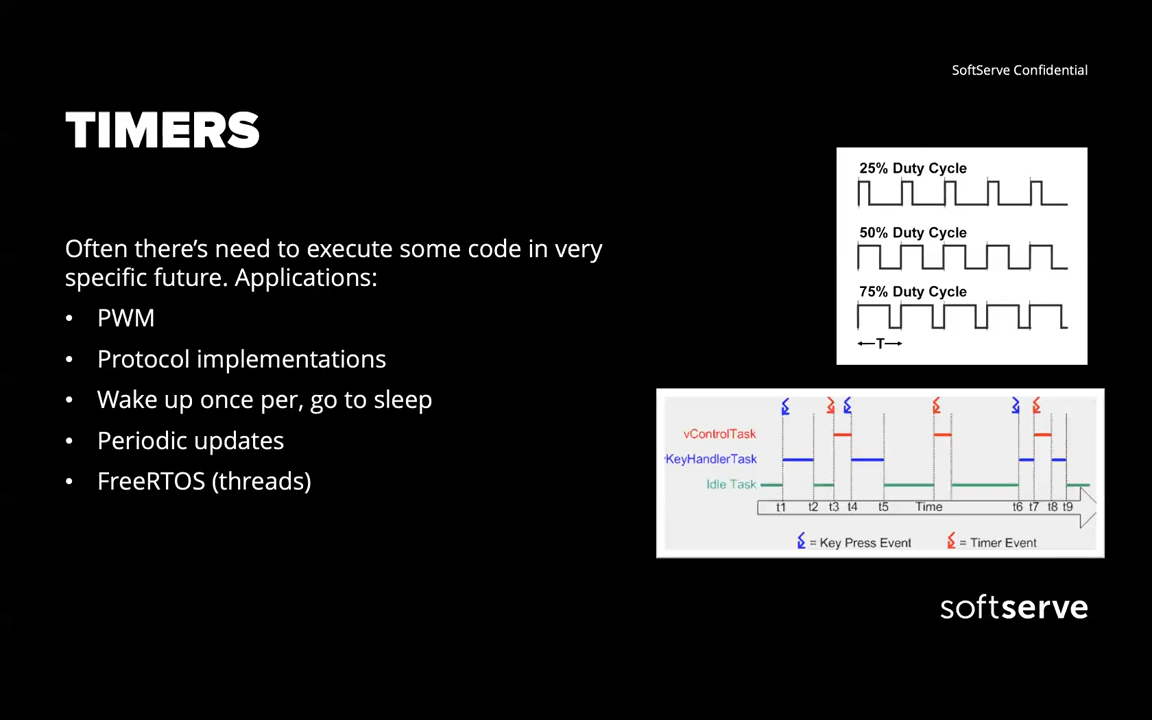 SoftServe Confidential
TIMERS
Often there's need to execute some code in very
specific future. Applications:
• PWM
• Protocol implementations
• Wake up once per, go to sleep
• Periodic updates
• FreeRTOS (threads)
25% Duty Cycle
50% Duty Cycle
75% Duty Cycle
T
vControlTask
KeyHandlerTask
Idle Task
t1 t2 t3 t4 t5 Time t6 t7 t8 t9
= Key Press Event = Timer Event
softserve